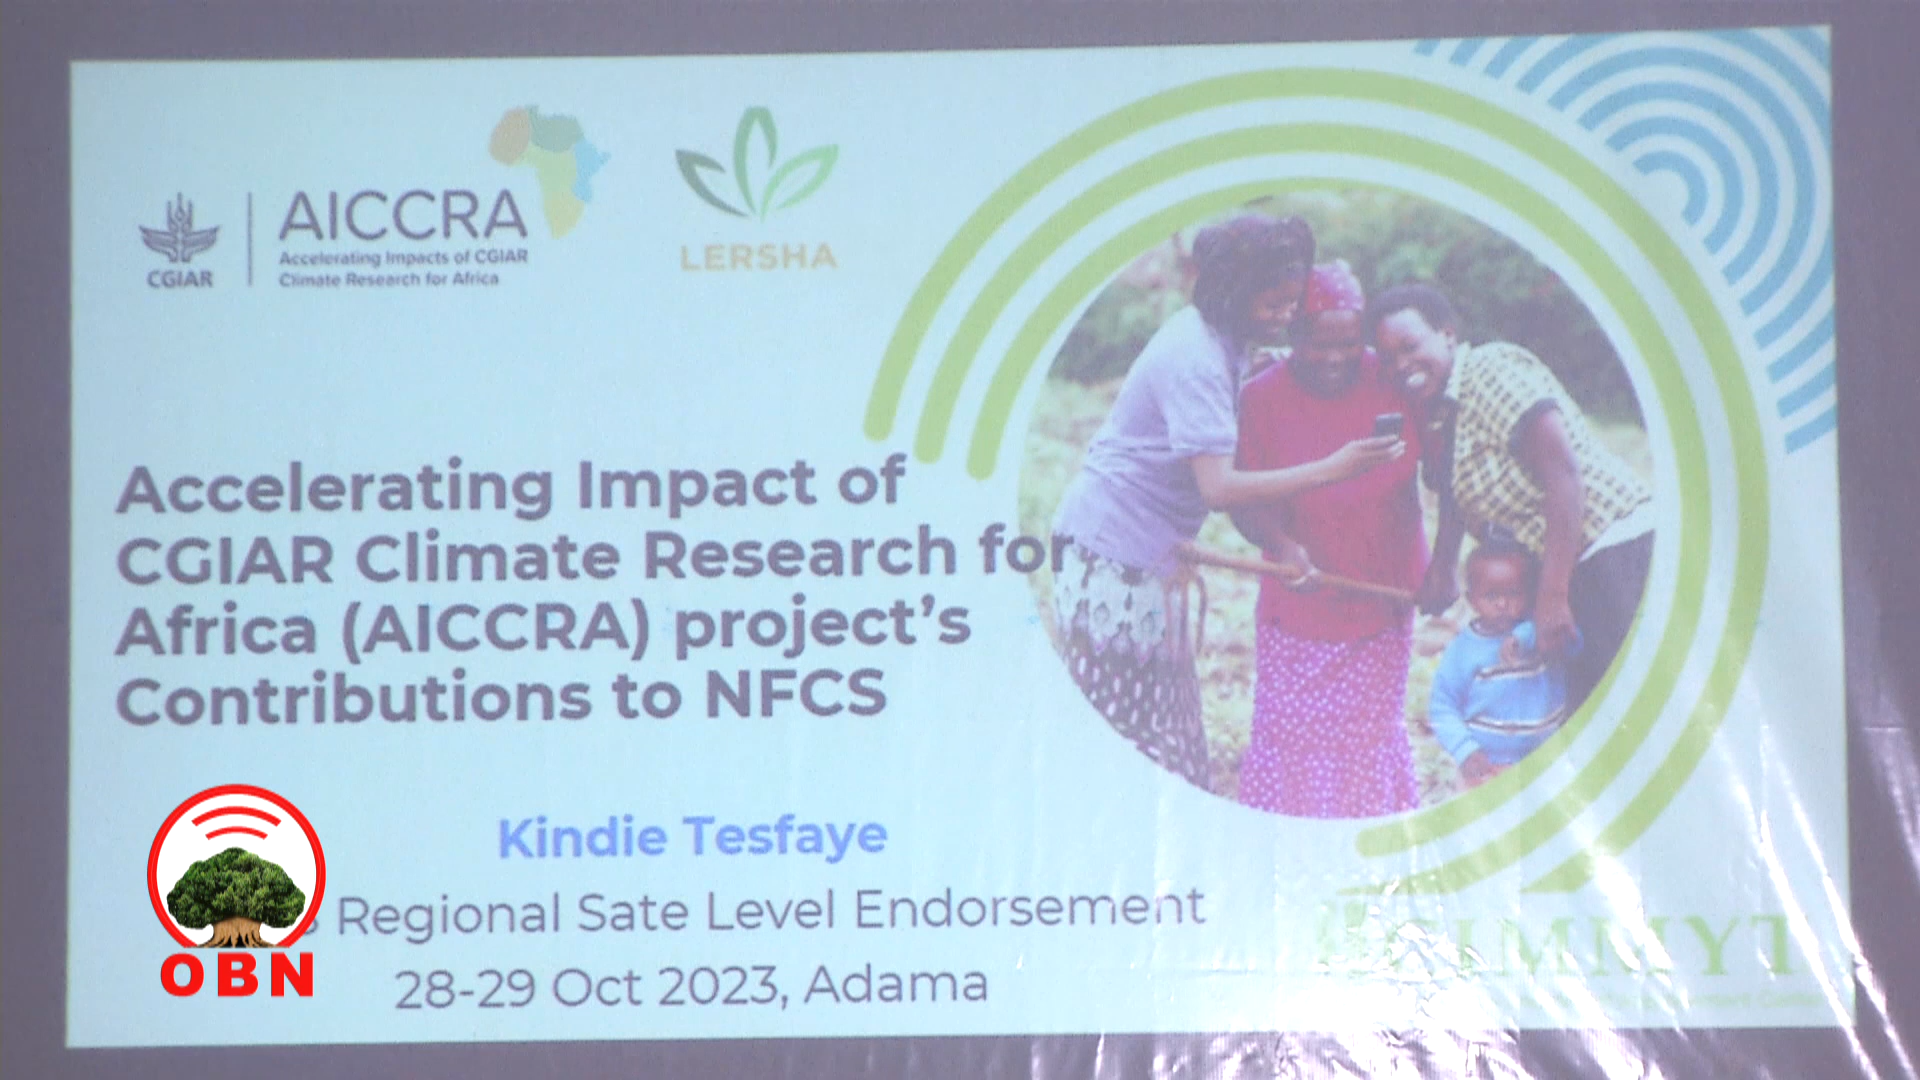 AICCRA
Accelerating Impacts of CGIAR
Climate Research for Africa
CGIAR
LERSHA
Accelerating Impact of
CGIAR Climate Research for
Africa (AICCRA) project's
Contributions to NFCS
Kindie Tesfaye
Regional Sate Level Endorsement
28-29 Oct 2023, Adama
CIMMYT
OBN